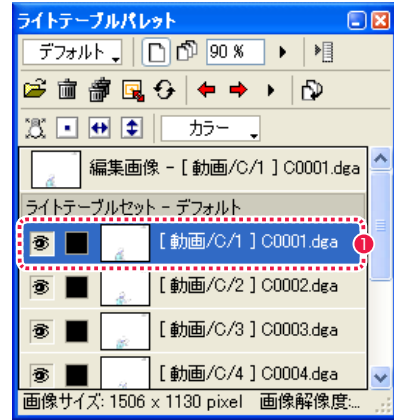 ライトテーブルパレット
デフォルト 90 %
カラー
編集画像 - [ 動画/C/1 ] C0001.dga
ライトテーブルセット - デフォルト
[ 動画/C/1 ] C0001.dga 1
[ 動画/C/2 ] C0002.dga
[ 動画/C/3 ] C0003.dga
[ 動画/C/4 ] C0004.dga
画像サイズ: 1506 x 1130 pixel 画像解像度:...